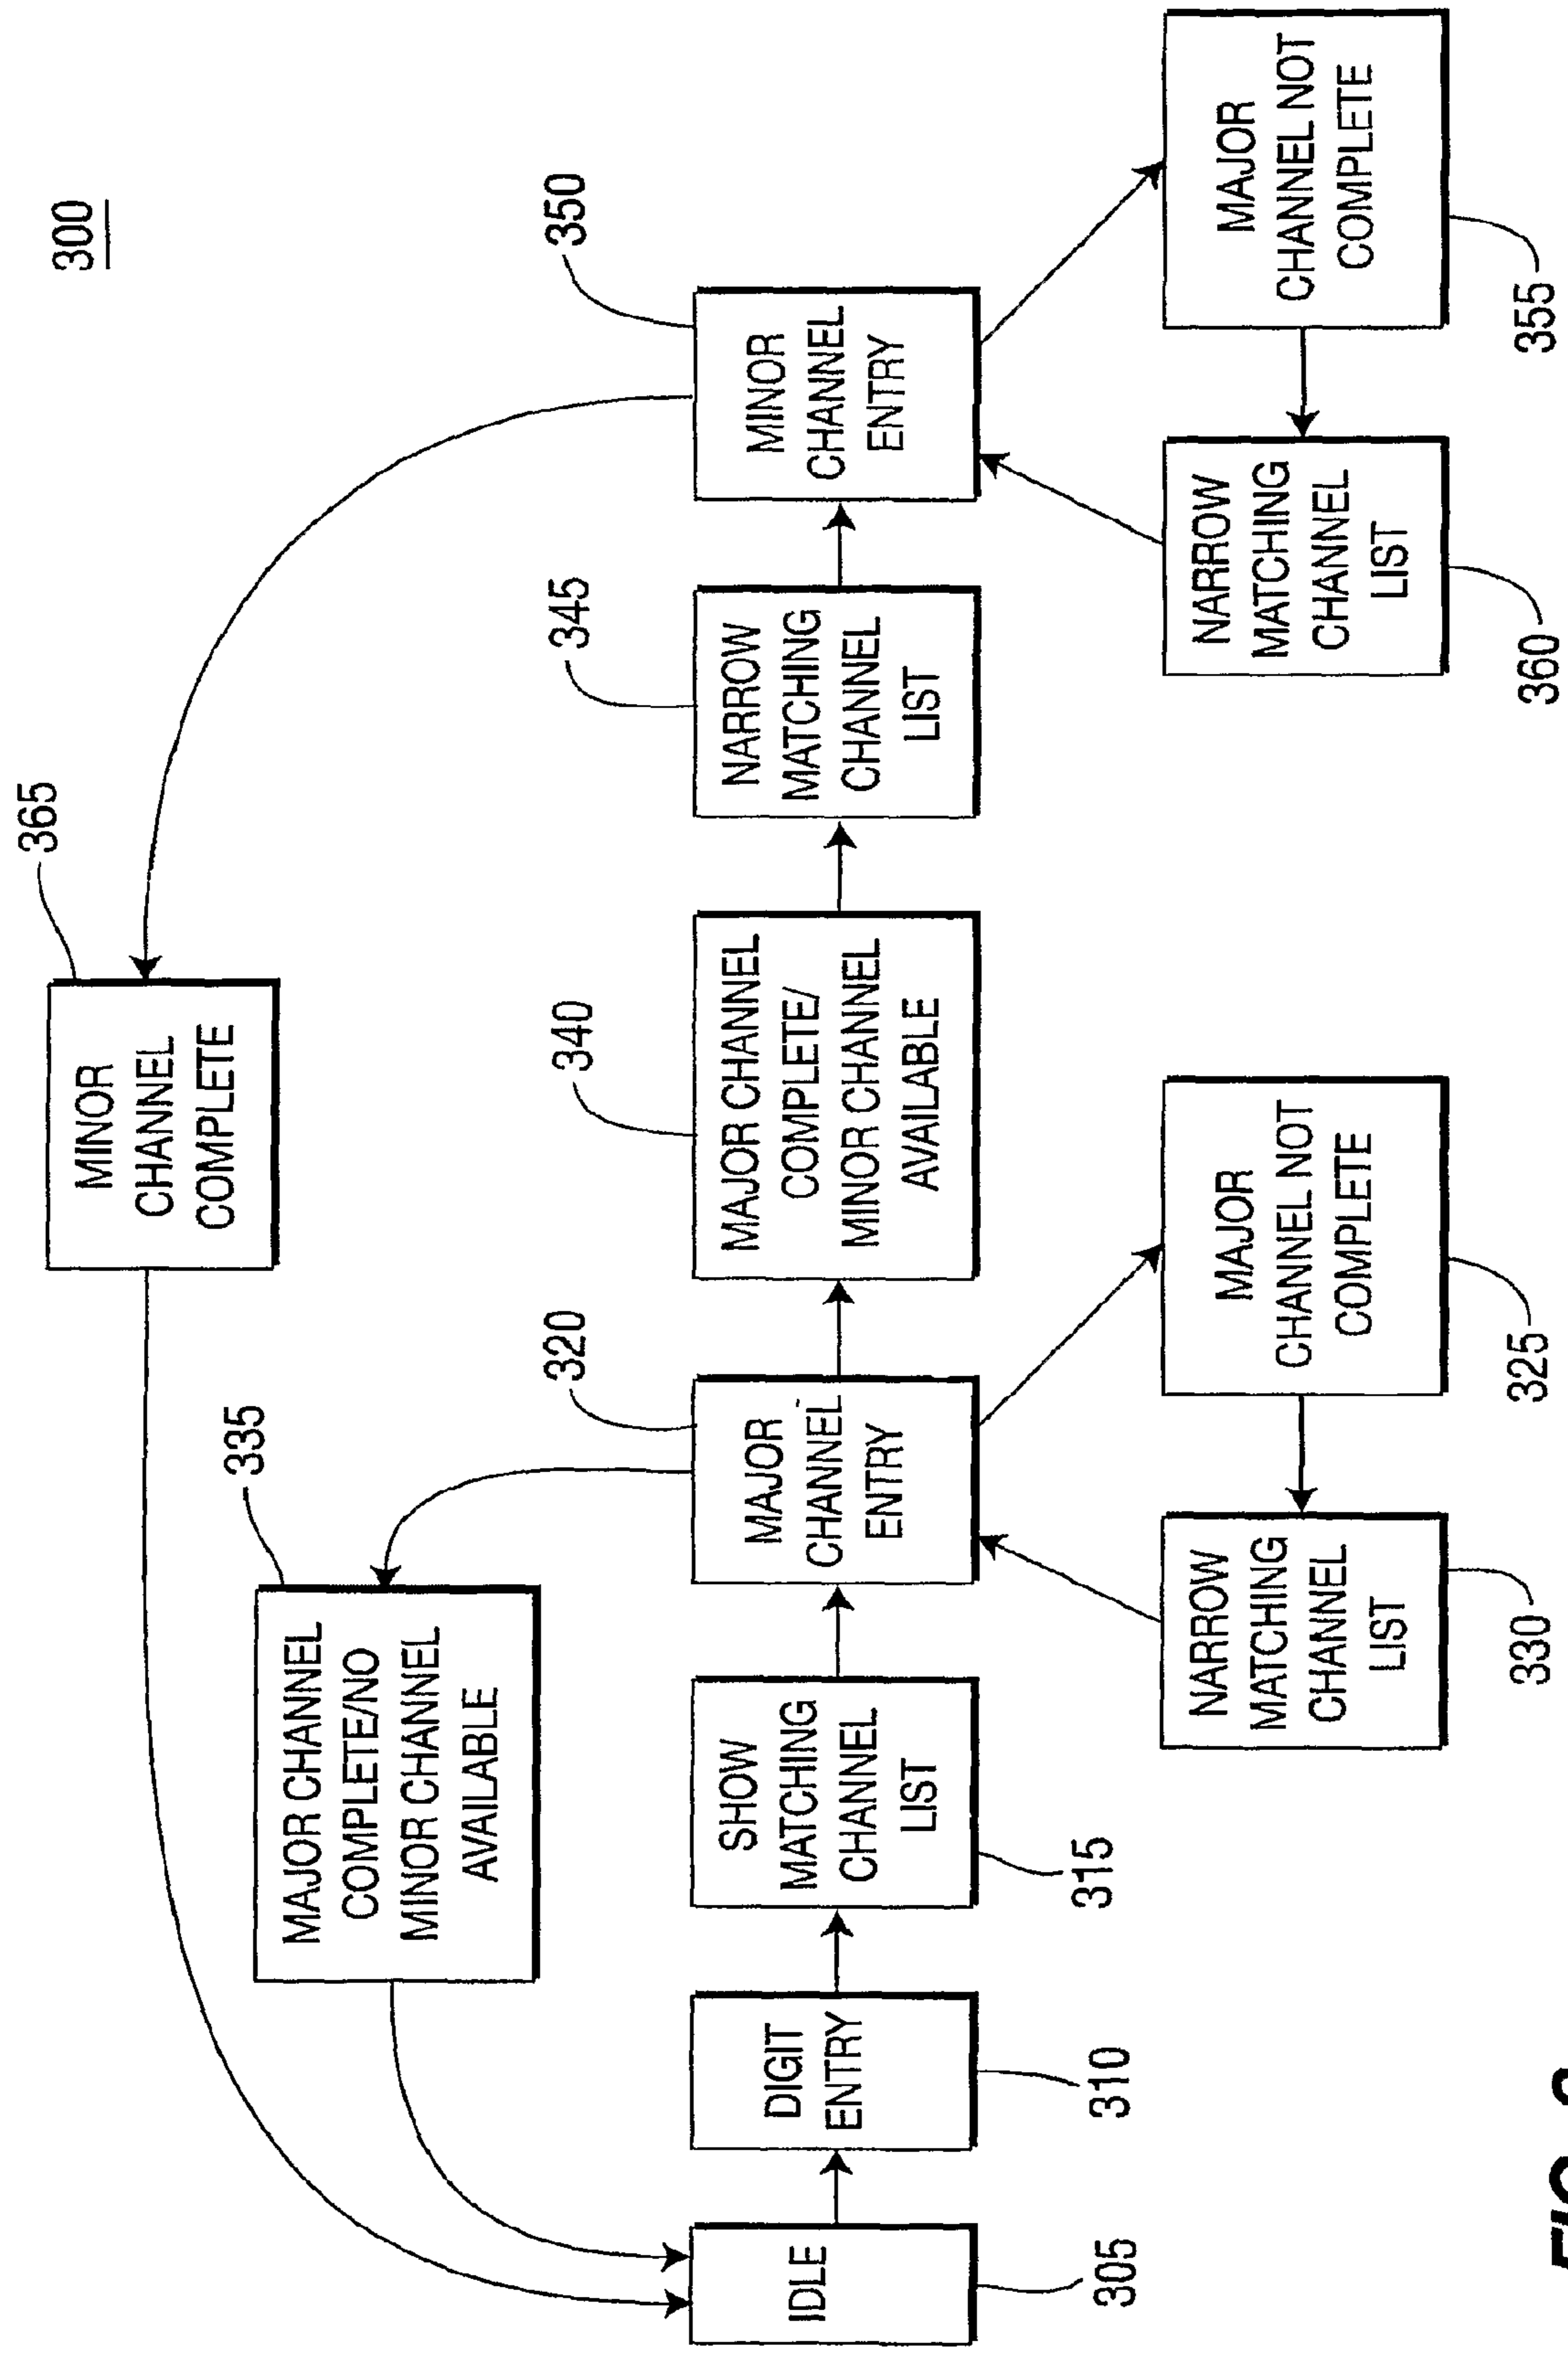 300
365
MINOR
CHANNEL
COMPLETE
335
MAJOR CHANNEL
COMPLETE/NO
MINOR CHANNEL
AVAILABLE
IDLE
305
DIGIT
ENTRY
310
SHOW
MATCHING
CHANNEL
LIST
315
320
MAJOR
CHANNEL
ENTRY
340
MAJOR CHANNEL
COMPLETE/
MINOR CHANNEL
AVAILABLE
345
NARROW
MATCHING
CHANNEL
LIST
350
MINOR
CHANNEL
ENTRY
NARROW
MATCHING
CHANNEL
LIST
330
MAJOR
CHANNEL NOT
COMPLETE
325
NARROW
MATCHING
CHANNEL
LIST
360
MAJOR
CHANNEL NOT
COMPLETE
355
FIG.